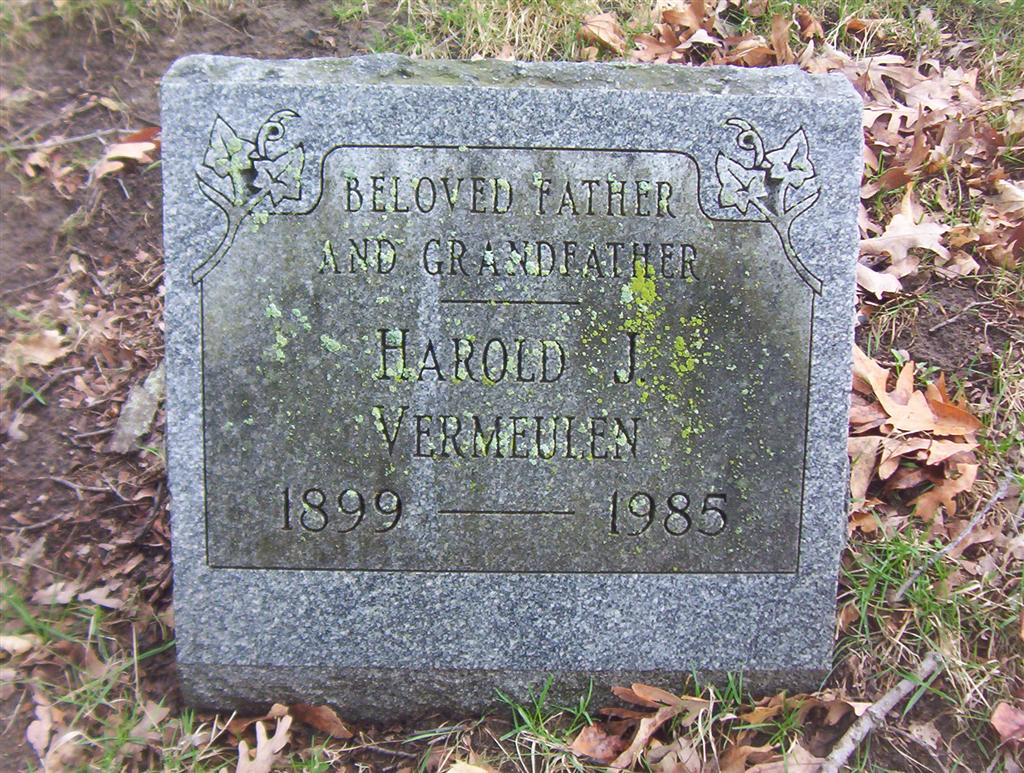 BELOVED FATHER
AND GRANDFATHER
HAROLD J.
VERMEULEN
1899 — 1985